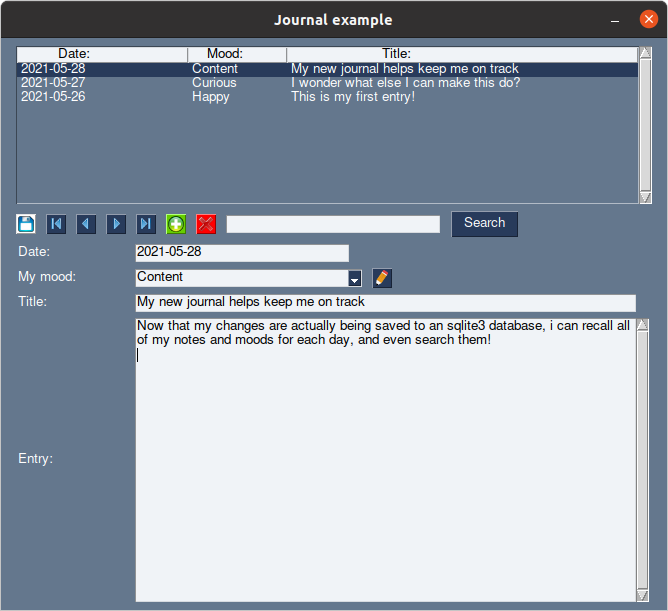 Journal example
Date: Mood: Title:
2021-05-28 Content My new journal helps keep me on track
2021-05-27 Curious I wonder what else I can make this do?
2021-05-26 Happy This is my first entry!
Search
Date: 2021-05-28
My mood: Content
Title: My new journal helps keep me on track
Now that my changes are actually being saved to an sqlite3 database, i can recall all
of my notes and moods for each day, and even search them!
Entry: